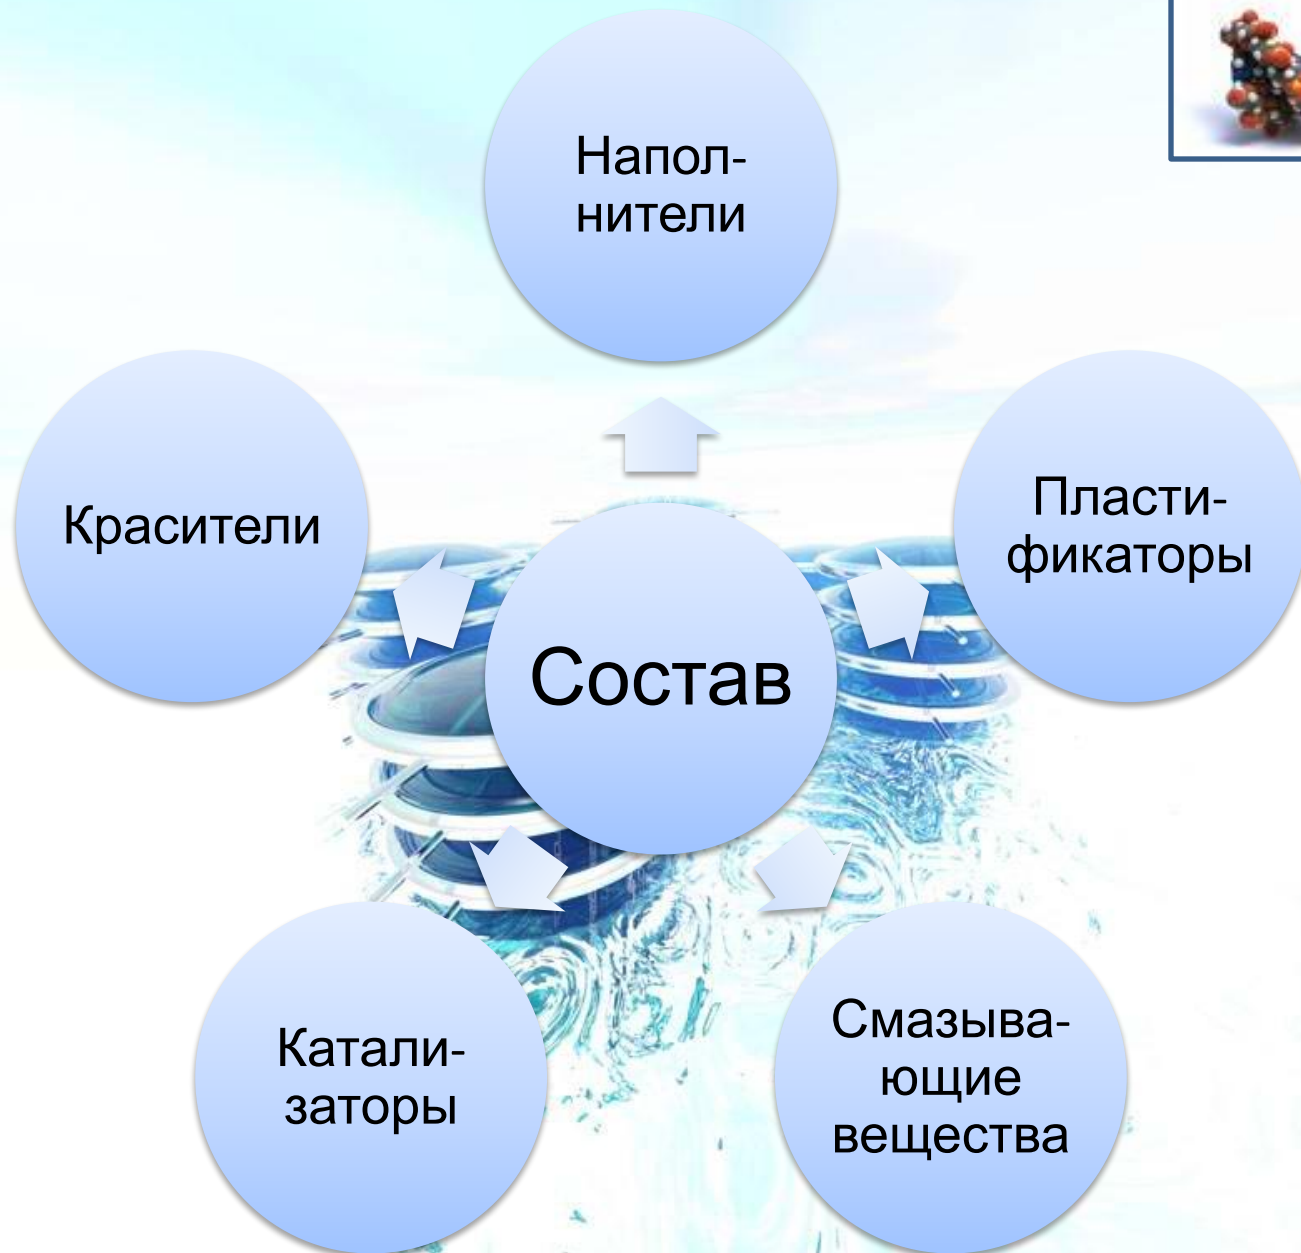 Напол-
нители
Красители
Пласти-
фикаторы
Состав
Катали-
заторы
Смазыва-
ющие
вещества